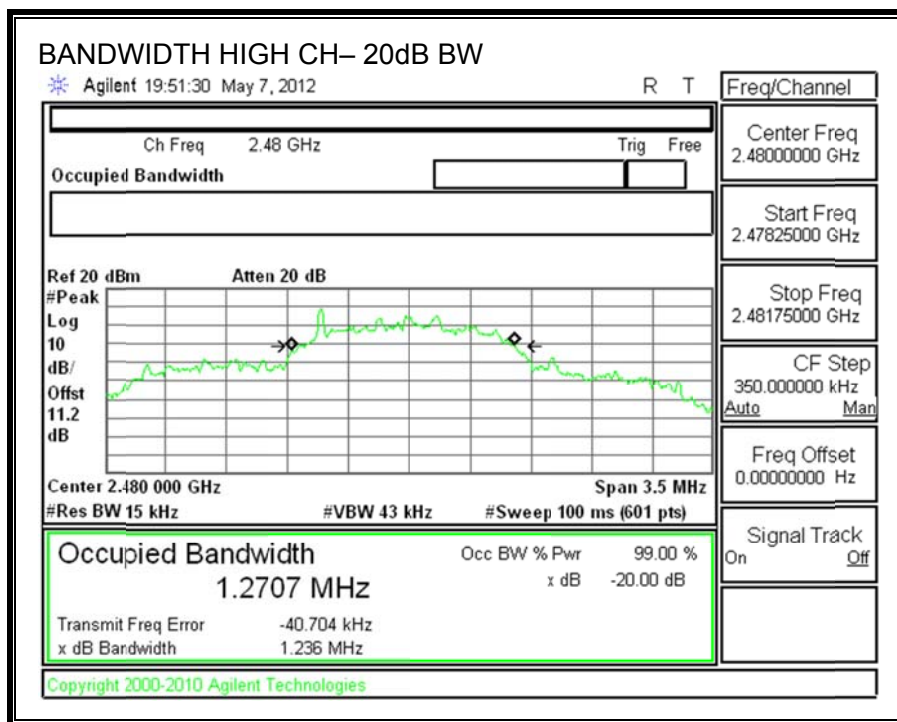 BANDWIDTH HIGH CH– 20dB BW
Agilent 19:51:30 May 7, 2012 R T
Freq/Channel
Ch Freq 2.48 GHz Trig Free
Occupied Bandwidth
Center Freq
2.48000000 GHz
Start Freq
2.47825000 GHz
Stop Freq
2.48175000 GHz
CF Step
350.000000 kHz
Auto Man
Freq Offset
0.00000000 Hz
Signal Track
On Off
Ref 20 dBm Atten 20 dB
#Peak
Log
10
dB/
Offst
11.2
dB
Center 2.480 000 GHz Span 3.5 MHz
#Res BW 15 kHz #VBW 43 kHz #Sweep 100 ms (601 pts)
Occupied Bandwidth Occ BW % Pwr 99.00 %
1.2707 MHz x dB -20.00 dB
Transmit Freq Error -40.704 kHz
x dB Bandwidth 1.236 MHz
Copyright 2000-2010 Agilent Technologies